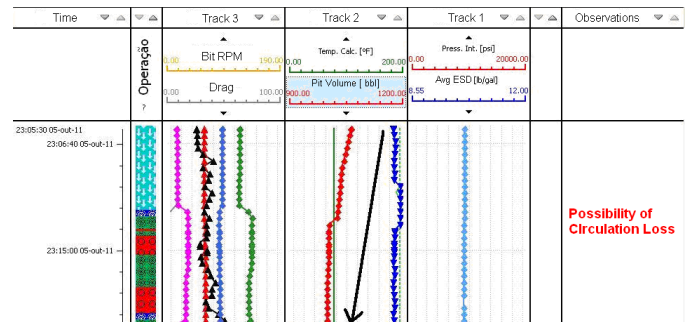 Time Track 3 Track 2 Track 1 Observations
Operação
?
Bit RPM
0.00 190.00
Drag
0.00 100.00
Temp. Calc. [ºF]
0.00 200.00
Pit Volume [ bbl]
900.00 1200.00
Press. Int. [psi]
0.00 20000.00
Avg ESD [lb/gal]
8.55 12.00
23:05:30 05-out-11
23:06:40 05-out-11
23:15:00 05-out-11
Possibility of
CIrculation Loss